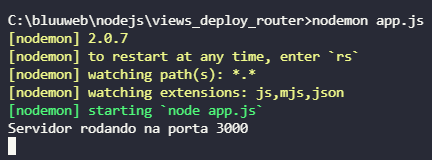 C:\bluuweb\nodejs\views_deploy_router>nodemon app.js
[nodemon] 2.0.7
[nodemon] to restart at any time, enter `rs`
[nodemon] watching path(s): *.*
[nodemon] watching extensions: js,mjs,json
[nodemon] starting `node app.js`
Servidor rodando na porta 3000